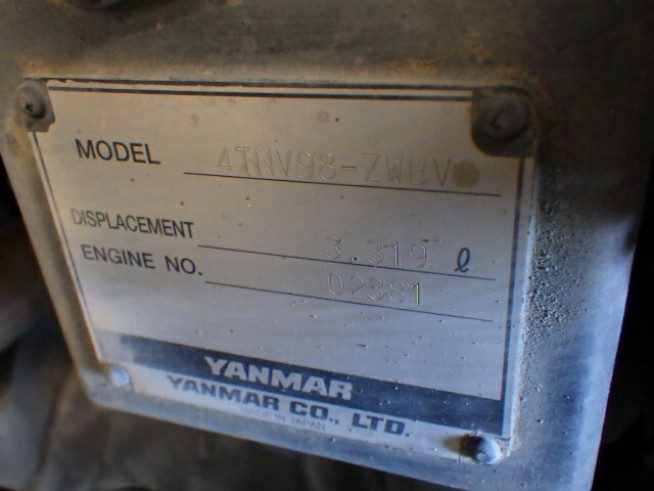 MODEL 4TNV98-ZWBV
DISPLACEMENT 3.319 ℓ
ENGINE NO. 02381
YANMAR
YANMAR CO., LTD.
MADE IN JAPAN